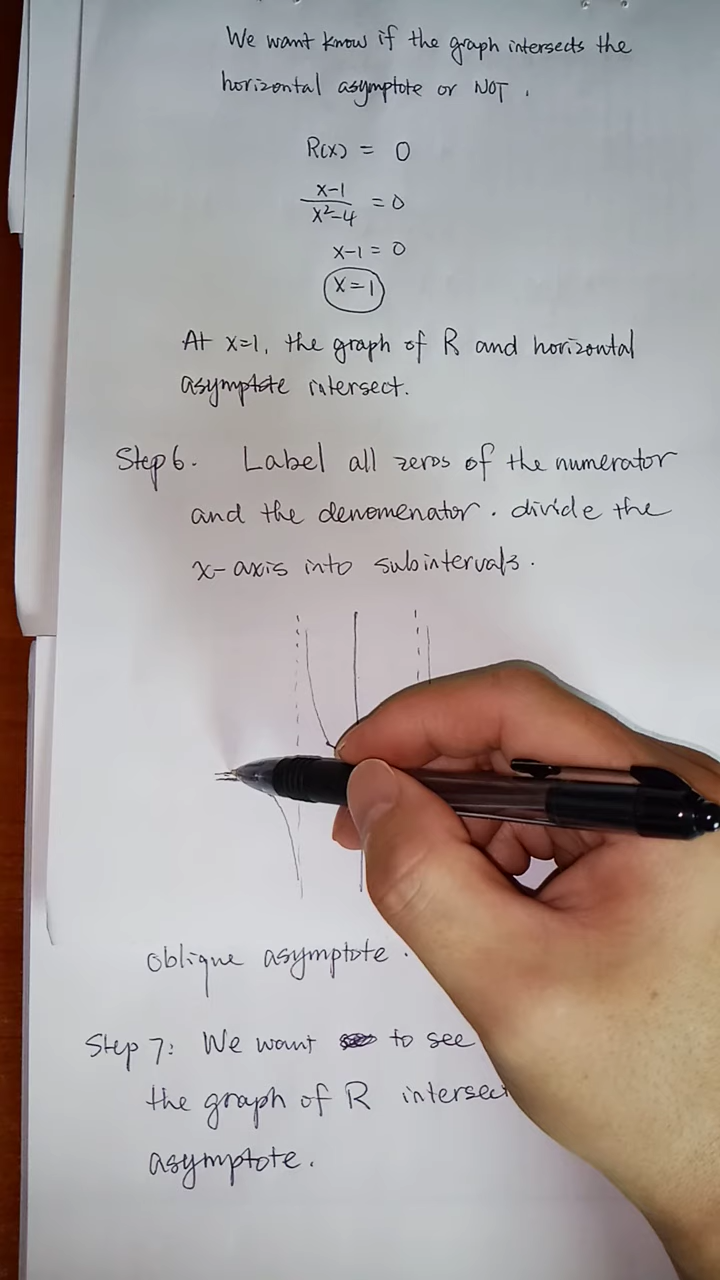 We want know if the graph intersects the
horizontal asymptote or NOT.
R(x) = 0
x-1
x²-4 = 0
x-1 = 0
x=1
At x=1, the graph of R and horizontal
asymptote intersect.
Step 6. Label all zeros of the numerator
and the denomenator. divide the
x-axis into subintervals.
oblique asymptote.
Step 7: We want to see
the graph of R intersect
asymptote.